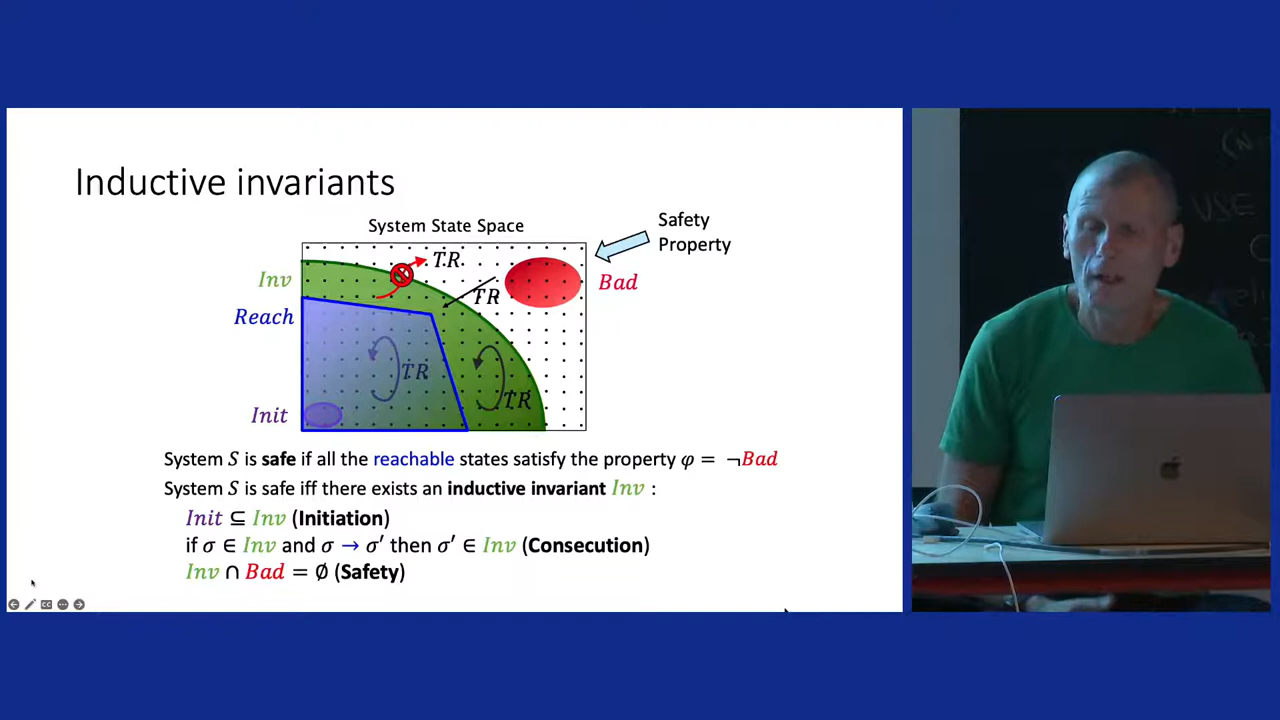 Inductive invariants
System State Space
Safety
Property
TR
Inv
TR
Bad
Reach
TR
TR
Init
System S is safe if all the reachable states satisfy the property φ = ¬Bad
System S is safe iff there exists an inductive invariant Inv :
Init ⊆ Inv (Initiation)
if σ ∈ Inv and σ → σ′ then σ′ ∈ Inv (Consecution)
Inv ∩ Bad = ∅ (Safety)
USE